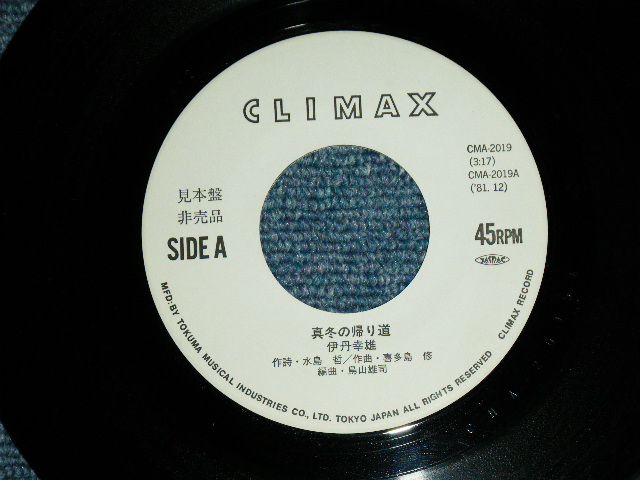 CLIMAX
CMA-2019
(3:17)
CMA-2019A
('81. 12)
見本盤
非売品
SIDE A
45RPM
JASRAC
真冬の帰り道
伊丹幸雄
作詩・水島　哲／作曲・喜多島　修
編曲・鳥山雄司
MFD. BY TOKUMA MUSICAL INDUSTRIES CO., LTD. TOKYO JAPAN ALL RIGHTS RESERVED CLIMAX RECORD